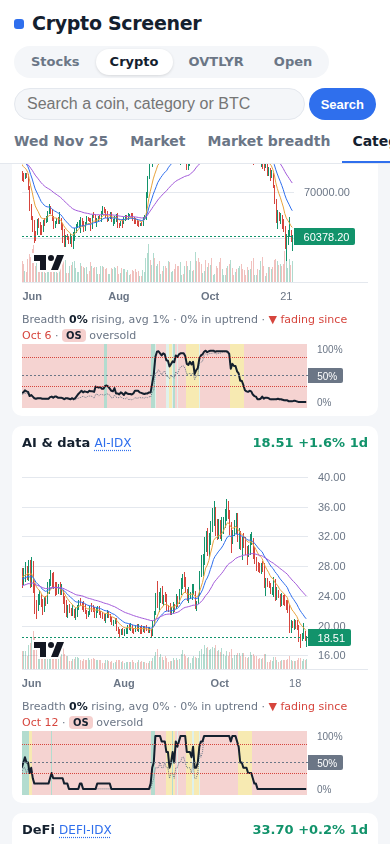 Crypto Screener
Stocks Crypto OVTLYR Open
Search a coin, category or BTC Search
Wed Nov 25 Market Market breadth Categ
70000.00
60378.20
Jun Aug Oct 21
Breadth 0% rising, avg 1% · 0% in uptrend · ▼ fading since
Oct 6 · OS oversold
100%
50%
0%
AI & data AI-IDX 18.51 +1.6% 1d
40.00
36.00
32.00
28.00
24.00
20.00
18.51
16.00
Jun Aug Oct 18
Breadth 0% rising, avg 0% · 0% in uptrend · ▼ fading since
Oct 12 · OS oversold
100%
50%
0%
DeFi DEFI-IDX 33.70 +0.2% 1d